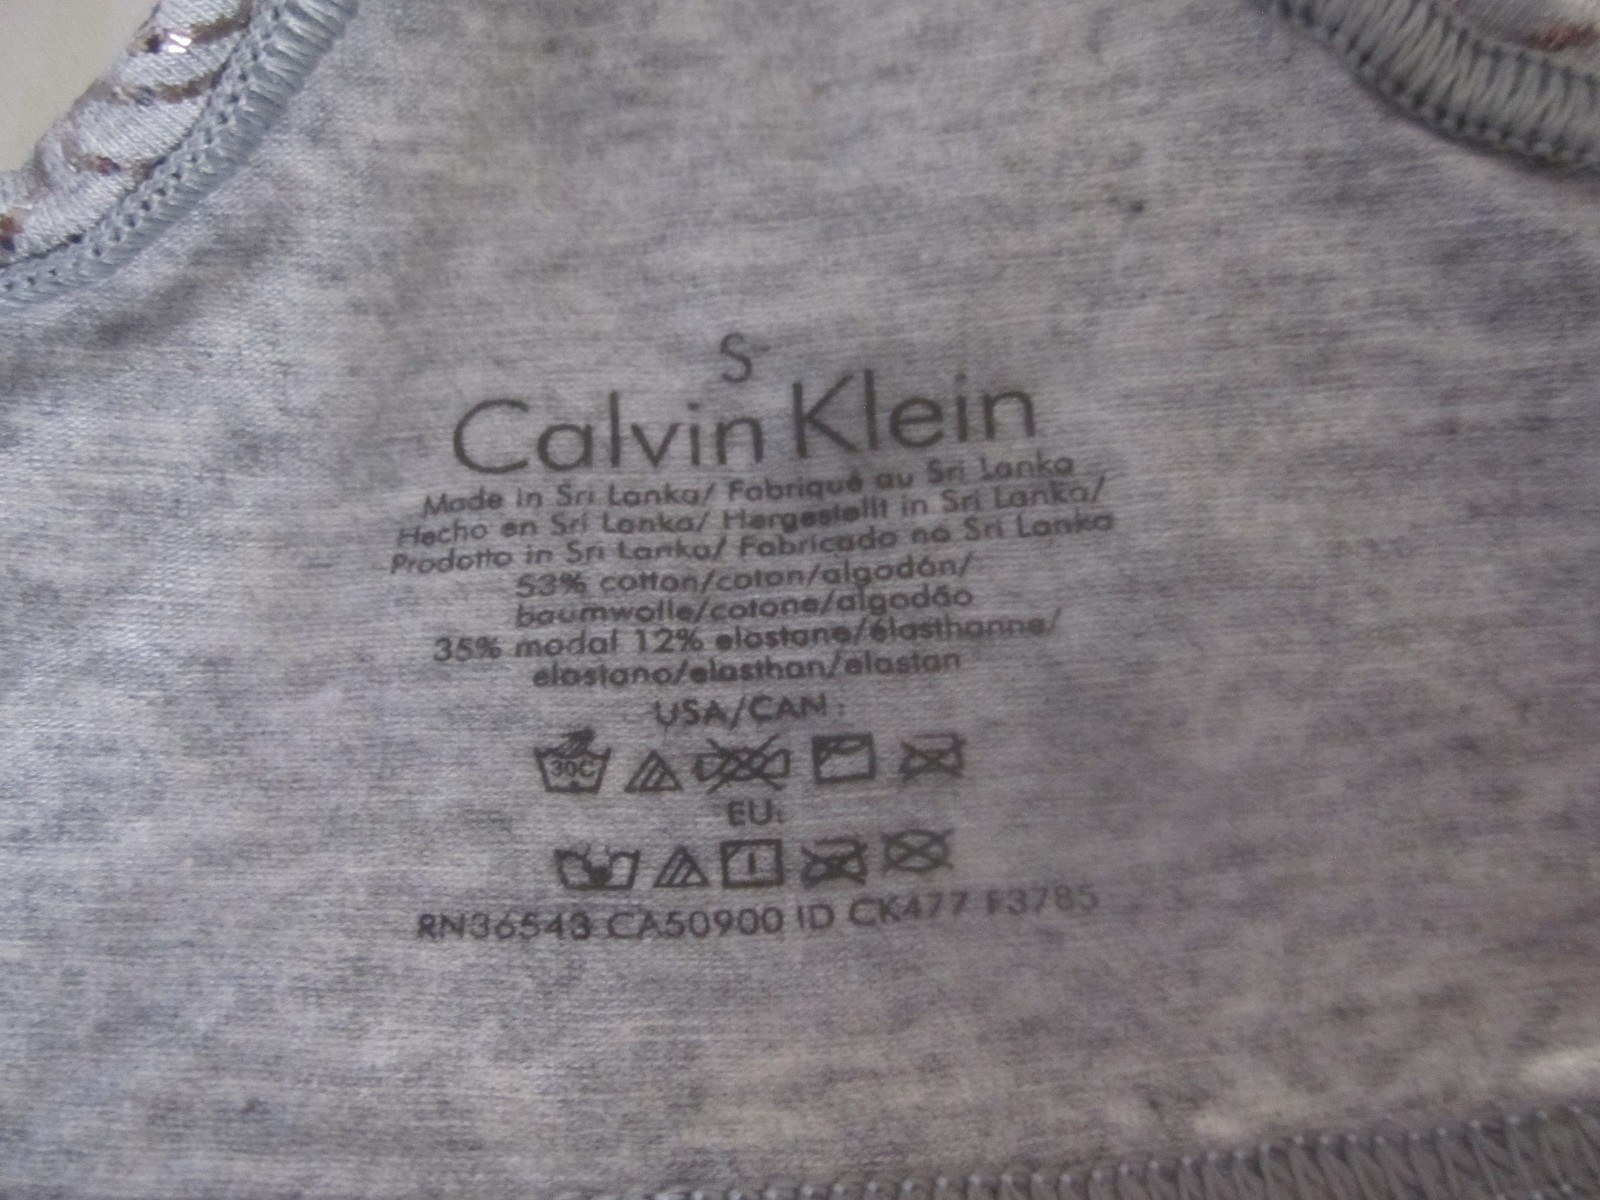 S
Calvin Klein
Made in Sri Lanka/ Fabriqué au Sri Lanka
Hecho en Sri Lanka/ Hergestellt in Sri Lanka/
Prodotto in Sri Lanka/ Fabricado no Sri Lanka
53% cotton/coton/algodón/
baumwolle/cotone/algodão
35% modal 12% elastane/élasthanne/
elastano/elasthan/elastan
USA/CAN:
30C
EU:
RN36543 CA50900 ID CK477 F3785